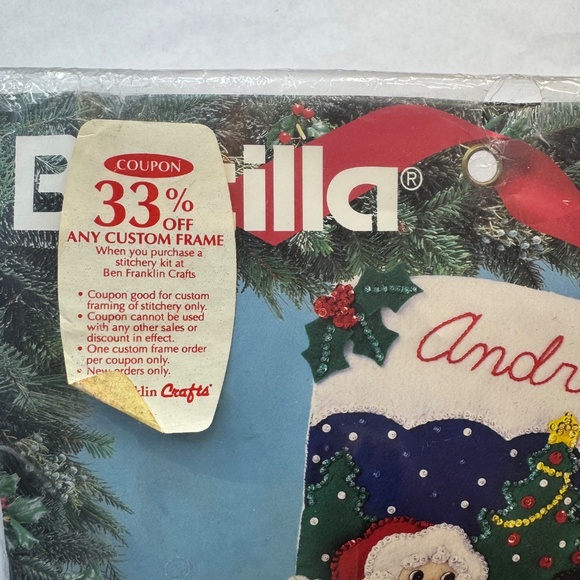 B illa®
COUPON
33% OFF
ANY CUSTOM FRAME
When you purchase a
stitchery kit at
Ben Franklin Crafts
• Coupon good for custom
framing of stitchery only.
• Coupon cannot be used
with any other sales or
discount in effect.
• One custom frame order
per coupon only.
• New orders only.
lin Crafts
Andr